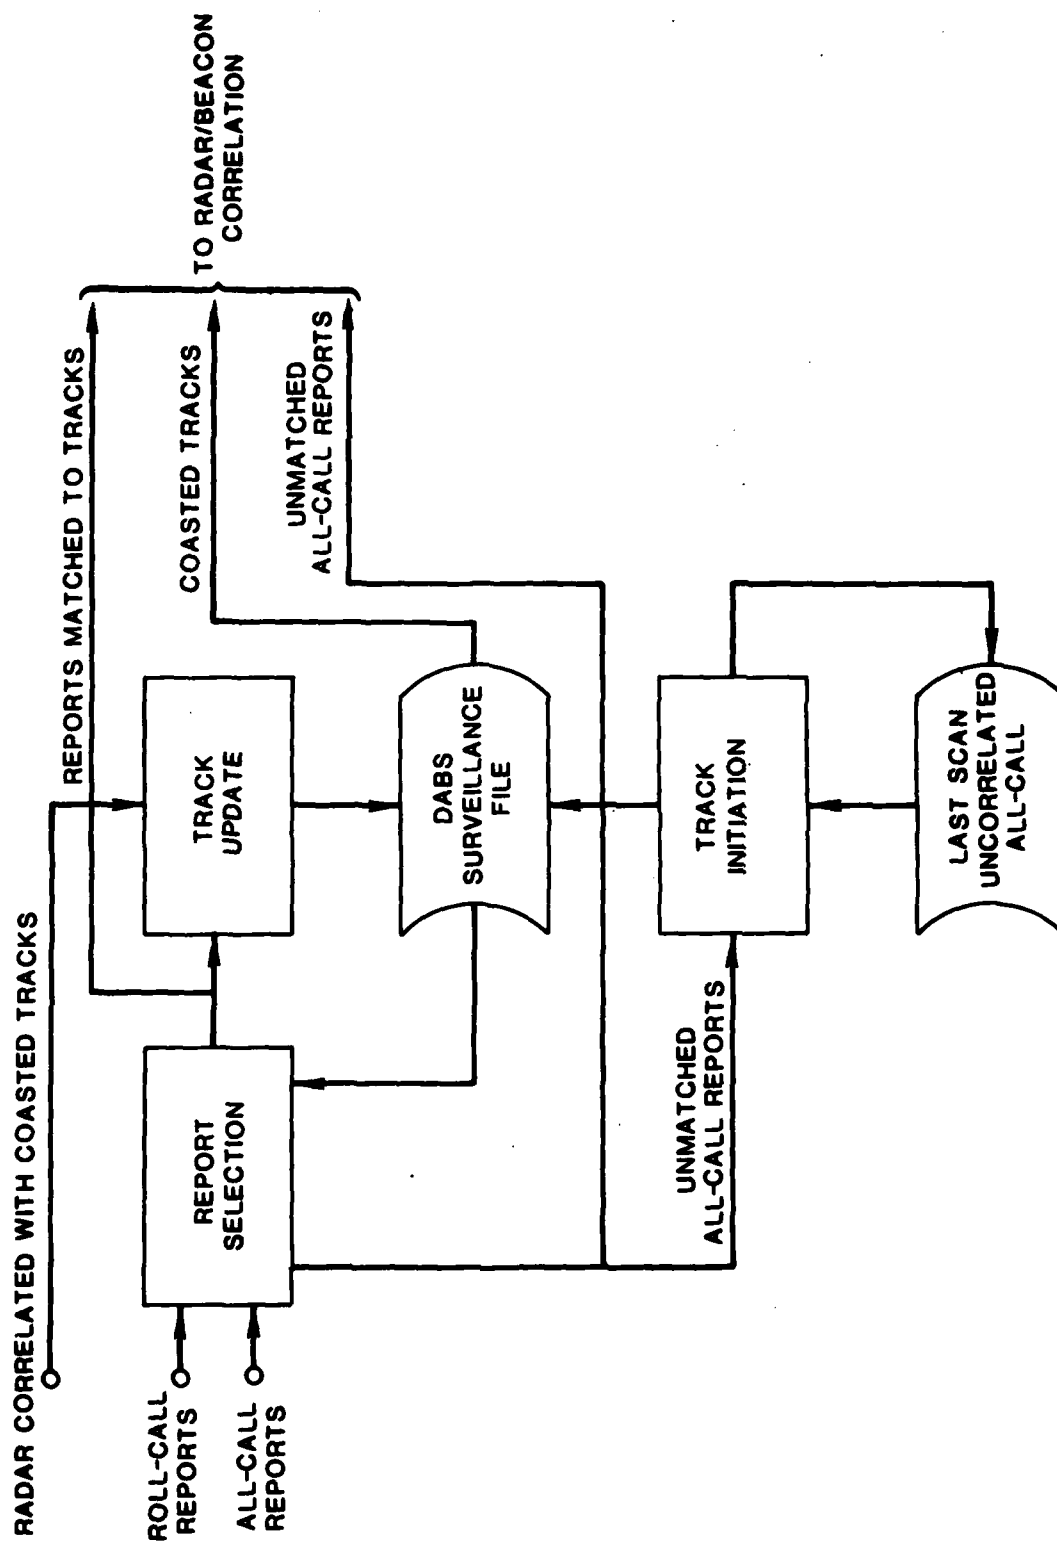 RADAR CORRELATED WITH COASTED TRACKS
REPORTS MATCHED TO TRACKS
ROLL-CALL
REPORTS
ALL-CALL
REPORTS
REPORT
SELECTION
TRACK
UPDATE
COASTED TRACKS
TO RADAR/BEACON
CORRELATION
DABS
SURVEILLANCE
FILE
UNMATCHED
ALL-CALL REPORTS
UNMATCHED
ALL-CALL REPORTS
TRACK
INITIATION
LAST SCAN
UNCORRELATED
ALL-CALL